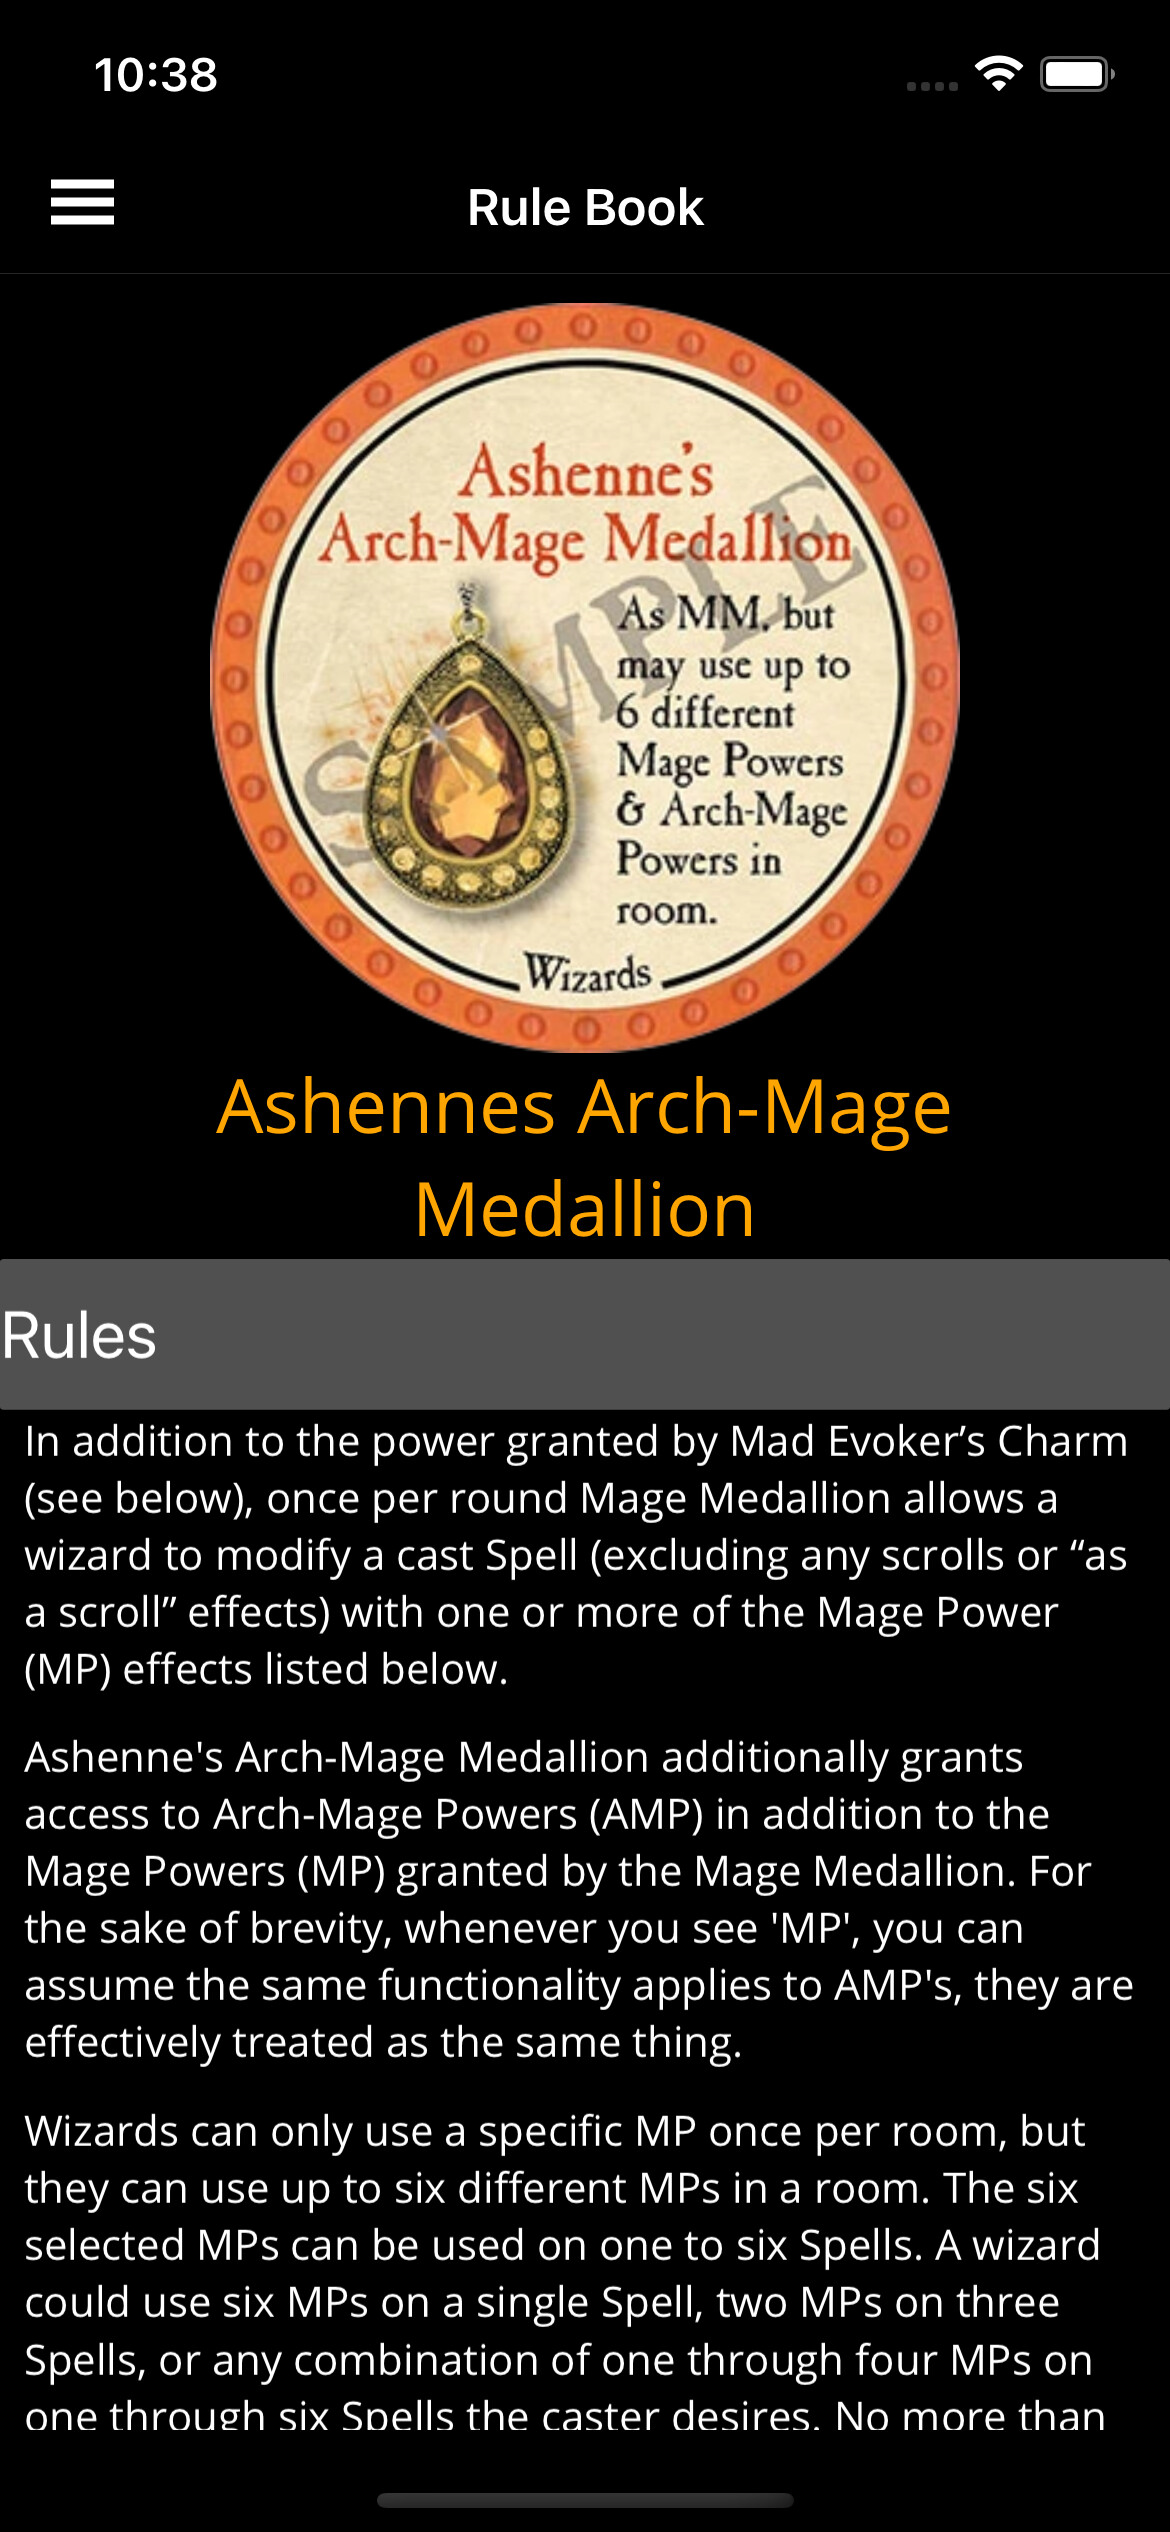 10:38
Rule Book
Ashenne's
Arch-Mage Medallion
As MM, but
may use up to
6 different
Mage Powers
& Arch-Mage
Powers in
room.
SAMPLE
Wizards
Ashennes Arch-Mage
Medallion
Rules
In addition to the power granted by Mad Evoker’s Charm
(see below), once per round Mage Medallion allows a
wizard to modify a cast Spell (excluding any scrolls or “as
a scroll” effects) with one or more of the Mage Power
(MP) effects listed below.
Ashenne's Arch-Mage Medallion additionally grants
access to Arch-Mage Powers (AMP) in addition to the
Mage Powers (MP) granted by the Mage Medallion. For
the sake of brevity, whenever you see 'MP', you can
assume the same functionality applies to AMP's, they are
effectively treated as the same thing.
Wizards can only use a specific MP once per room, but
they can use up to six different MPs in a room. The six
selected MPs can be used on one to six Spells. A wizard
could use six MPs on a single Spell, two MPs on three
Spells, or any combination of one through four MPs on
one through six Spells the caster desires. No more than